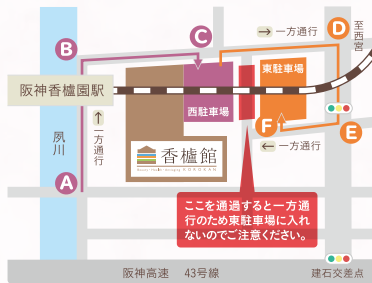 → 一方通行
至西宮
D
C
B
東駐車場
阪神香櫨園駅
西駐車場
↑一方通行
夙川
F
E
← 一方通行
香櫨館
A
ここを通過すると一方通
行のため東駐車場に入れ
ないのでご注意ください。
阪神高速 43号線
建石交差点